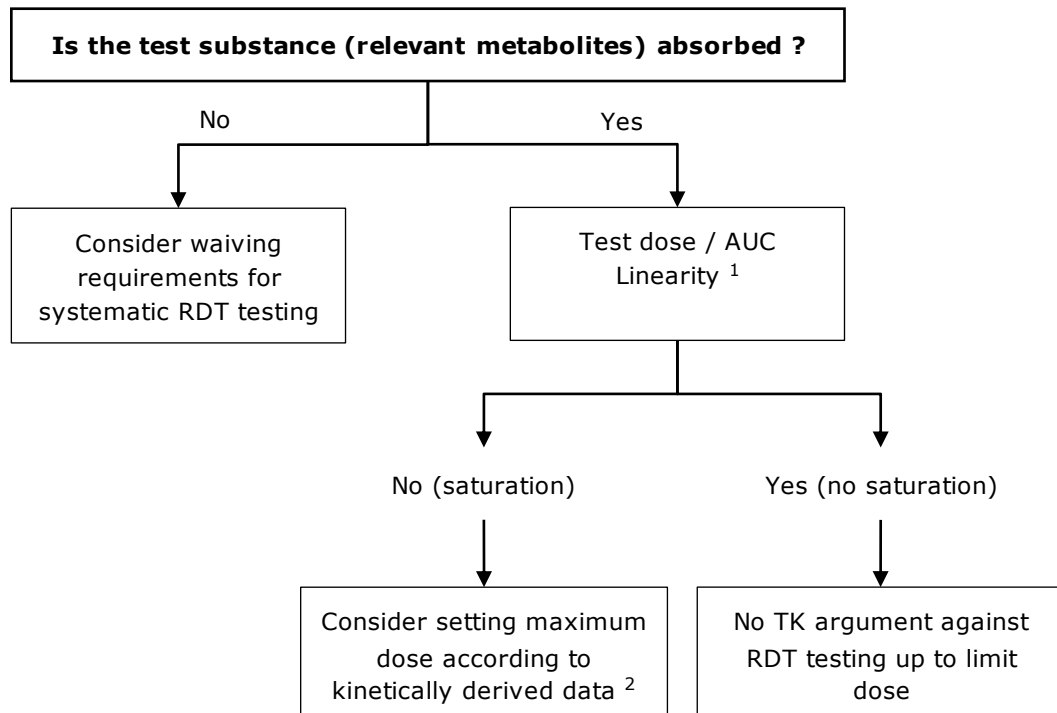 Is the test substance (relevant metabolites) absorbed ?
No
Yes
Consider waiving
requirements for
systematic RDT testing
Test dose / AUC
Linearity 1
No (saturation)
Yes (no saturation)
Consider setting maximum
dose according to
kinetically derived data 2
No TK argument against
RDT testing up to limit
dose